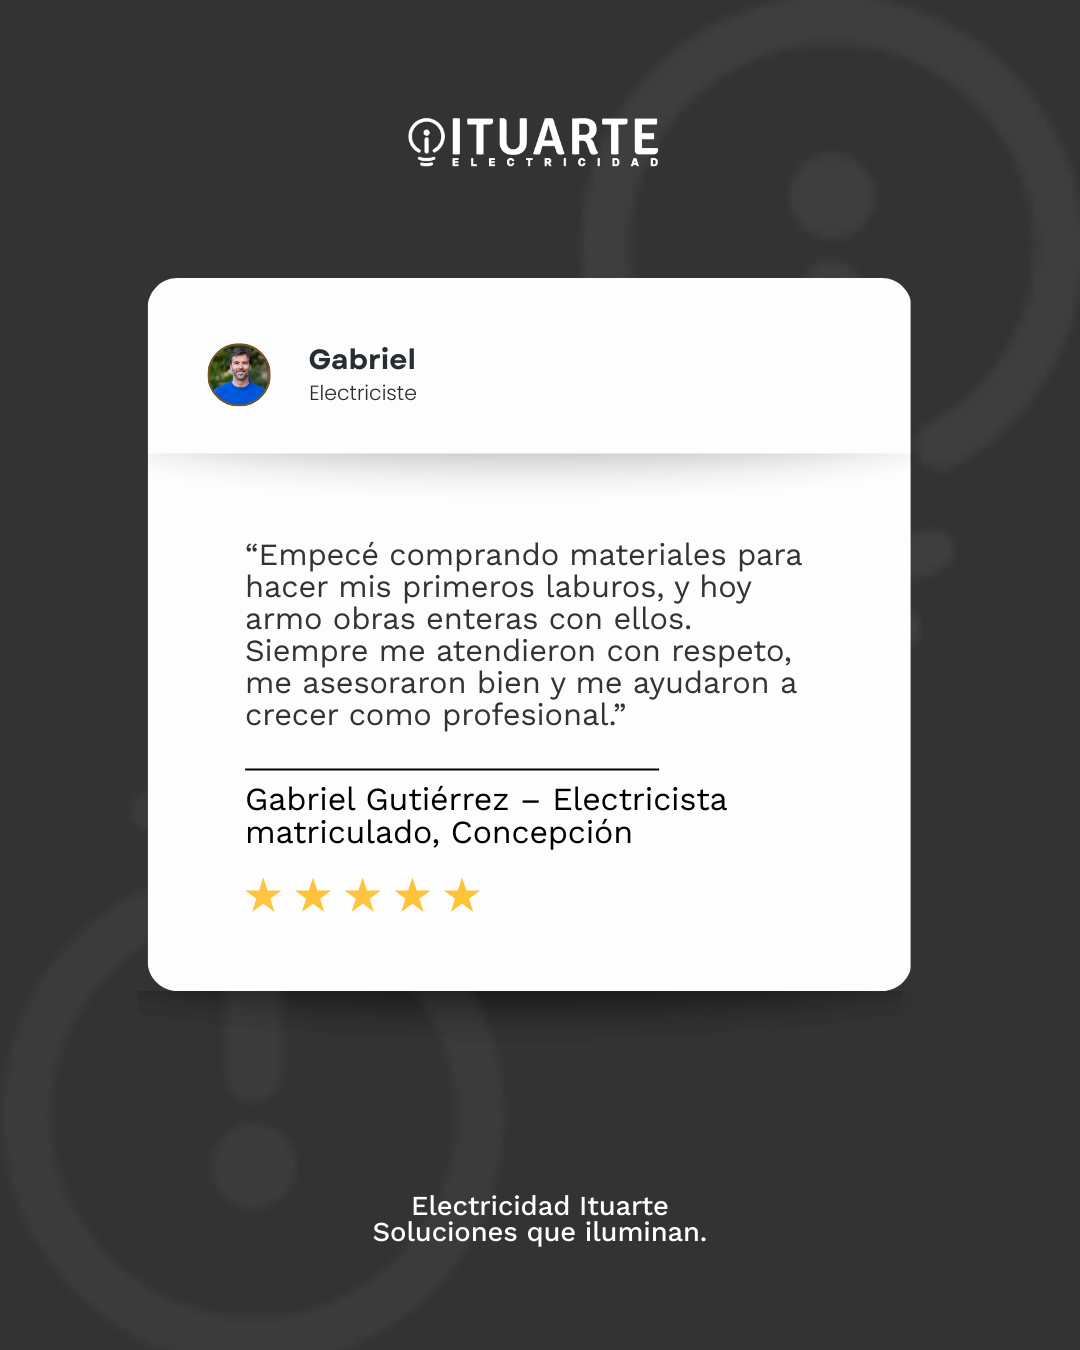 ITUARTE
ELECTRICIDAD
Gabriel
Electriciste
“Empecé comprando materiales para
hacer mis primeros laburos, y hoy
armo obras enteras con ellos.
Siempre me atendieron con respeto,
me asesoraron bien y me ayudaron a
crecer como profesional.”
Gabriel Gutiérrez – Electricista
matriculado, Concepción
Electricidad Ituarte
Soluciones que iluminan.